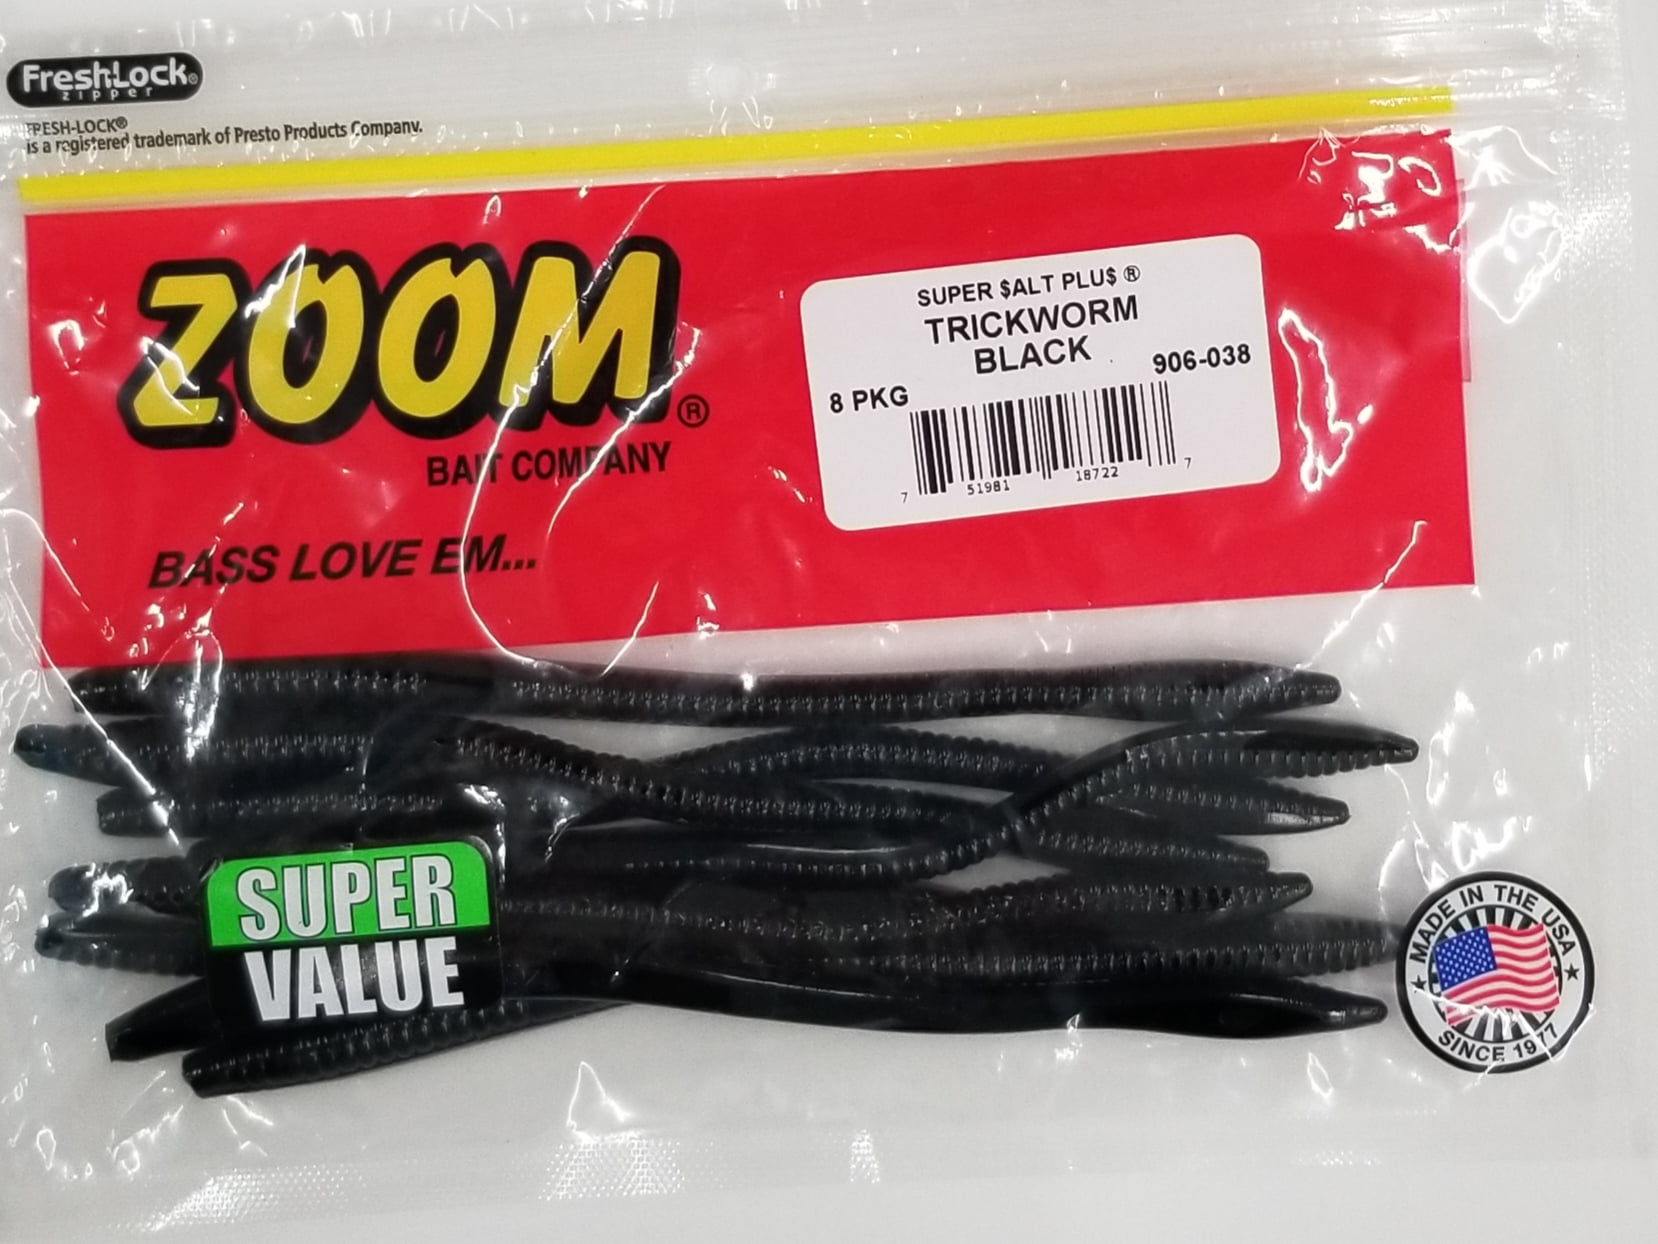 FreshLock®
zipper
FRESH-LOCK®
is a registered trademark of Presto Products Company.
ZOOM®
BAIT COMPANY
BASS LOVE EM...
SUPER $ALT PLU$ ®
TRICKWORM
BLACK
906-038
8 PKG
7 51981 18722 7
SUPER
VALUE
MADE IN THE USA
SINCE 1977